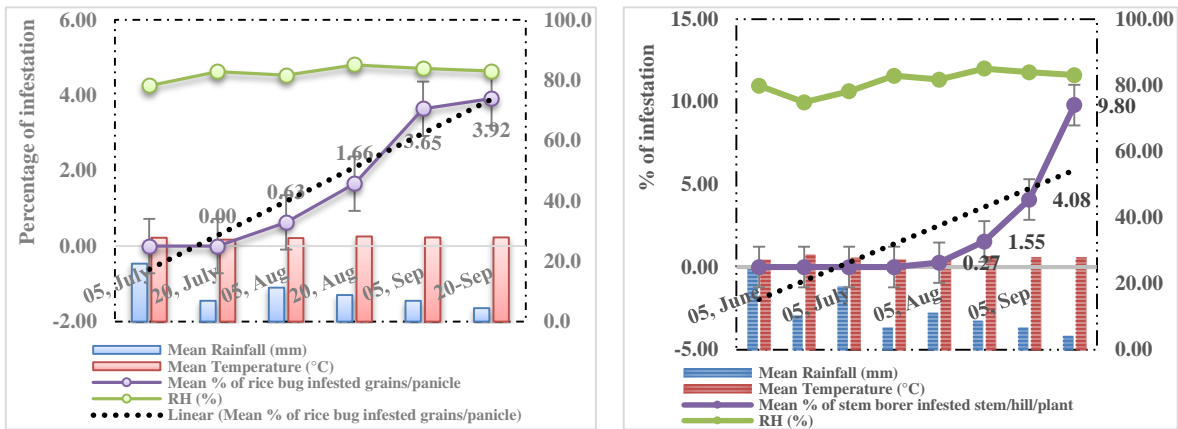 Percentage of infestation
6.00
4.00
2.00
0.00
-2.00
100.0
80.0
60.0
40.0
20.0
0.0
0.00
0.63
1.66
3.65
3.92
05, July
20, July
05, Aug
20, Aug
05, Sep
20-Sep
Mean Rainfall (mm)
Mean Temperature (°C)
Mean % of rice bug infested grains/panicle
RH (%)
Linear (Mean % of rice bug infested grains/panicle)
% of infestation
15.00
10.00
5.00
0.00
-5.00
100.00
80.00
60.00
40.00
20.00
0.00
0.27
1.55
4.08
9.80
05, June
05, July
05, Aug
05, Sep
Mean Rainfall (mm)
Mean Temperature (°C)
Mean % of stem borer infested stem/hill/plant
RH (%)